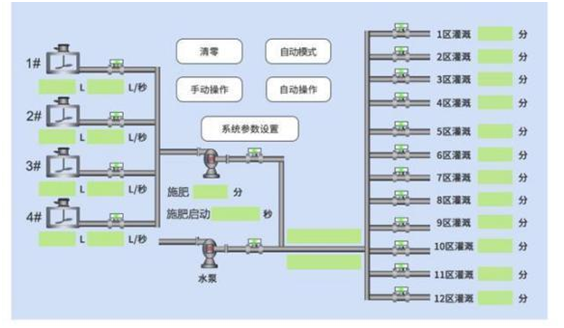 1#
L
L/秒
2#
L
L/秒
3#
L
L/秒
4#
L
L/秒
清零
自动模式
手动操作
自动操作
系统参数设置
施肥
分
施肥启动
秒
水泵
1区灌溉 分
2区灌溉 分
3区灌溉 分
4区灌溉 分
5区灌溉 分
6区灌溉 分
7区灌溉 分
8区灌溉 分
9区灌溉 分
10区灌溉 分
11区灌溉 分
12区灌溉 分